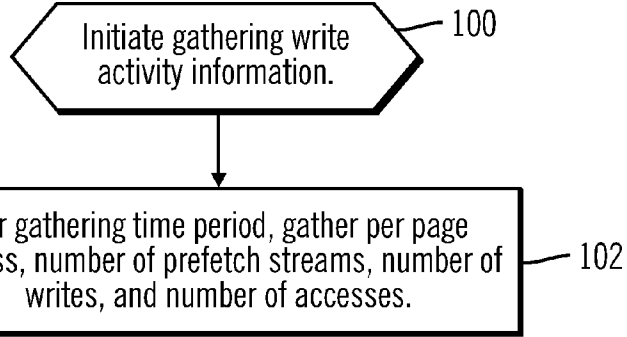 Initiate gathering write
activity information.
100
gathering time period, gather per page
number of prefetch streams, number of
writes, and number of accesses.
102